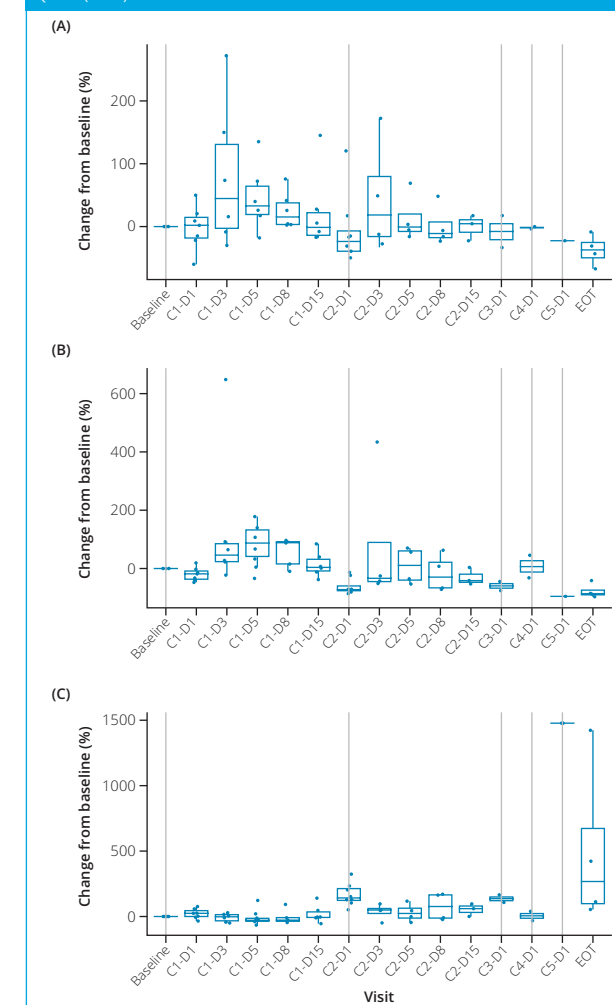 (A)
Change from baseline (%)
200
100
0
Baseline
C1-D1
C1-D3
C1-D5
C1-D8
C1-D15
C2-D1
C2-D3
C2-D5
C2-D8
C2-D15
C3-D1
C4-D1
C5-D1
EOT
(B)
Change from baseline (%)
600
400
200
0
Baseline
C1-D1
C1-D3
C1-D5
C1-D8
C1-D15
C2-D1
C2-D3
C2-D5
C2-D8
C2-D15
C3-D1
C4-D1
C5-D1
EOT
(C)
Change from baseline (%)
1500
1000
500
0
Baseline
C1-D1
C1-D3
C1-D5
C1-D8
C1-D15
C2-D1
C2-D3
C2-D5
C2-D8
C2-D15
C3-D1
C4-D1
C5-D1
EOT
Visit